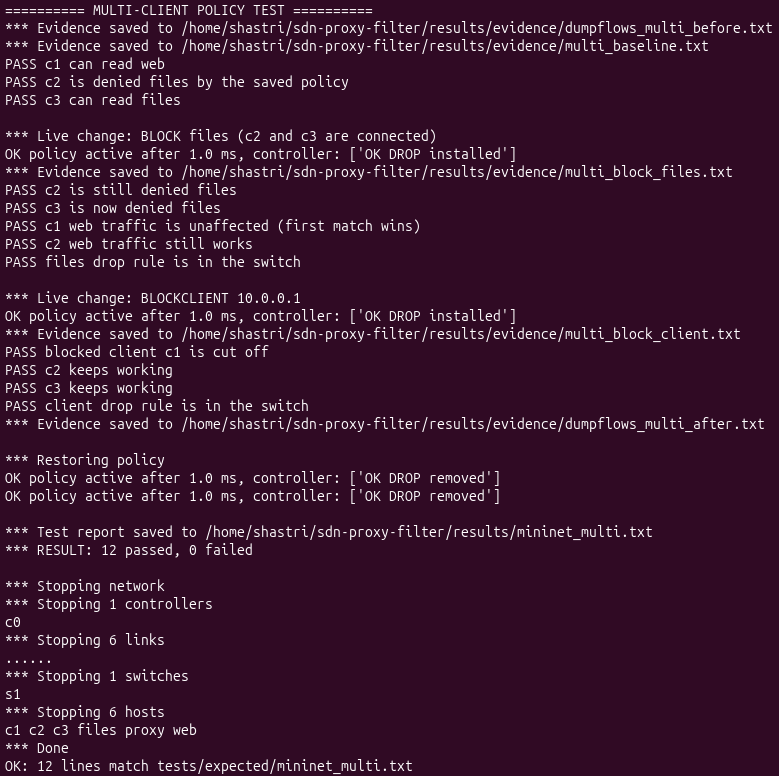 ========== MULTI-CLIENT POLICY TEST ==========
*** Evidence saved to /home/shastri/sdn-proxy-filter/results/evidence/dumpflows_multi_before.txt
*** Evidence saved to /home/shastri/sdn-proxy-filter/results/evidence/multi_baseline.txt
PASS c1 can read web
PASS c2 is denied files by the saved policy
PASS c3 can read files

*** Live change: BLOCK files (c2 and c3 are connected)
OK policy active after 1.0 ms, controller: ['OK DROP installed']
*** Evidence saved to /home/shastri/sdn-proxy-filter/results/evidence/multi_block_files.txt
PASS c2 is still denied files
PASS c3 is now denied files
PASS c1 web traffic is unaffected (first match wins)
PASS c2 web traffic still works
PASS files drop rule is in the switch

*** Live change: BLOCKCLIENT 10.0.0.1
OK policy active after 1.0 ms, controller: ['OK DROP installed']
*** Evidence saved to /home/shastri/sdn-proxy-filter/results/evidence/multi_block_client.txt
PASS blocked client c1 is cut off
PASS c2 keeps working
PASS c3 keeps working
PASS client drop rule is in the switch
*** Evidence saved to /home/shastri/sdn-proxy-filter/results/evidence/dumpflows_multi_after.txt

*** Restoring policy
OK policy active after 1.0 ms, controller: ['OK DROP removed']
OK policy active after 1.0 ms, controller: ['OK DROP removed']

*** Test report saved to /home/shastri/sdn-proxy-filter/results/mininet_multi.txt
*** RESULT: 12 passed, 0 failed

*** Stopping network
*** Stopping 1 controllers
c0
*** Stopping 6 links
......
*** Stopping 1 switches
s1
*** Stopping 6 hosts
c1 c2 c3 files proxy web
*** Done
OK: 12 lines match tests/expected/mininet_multi.txt